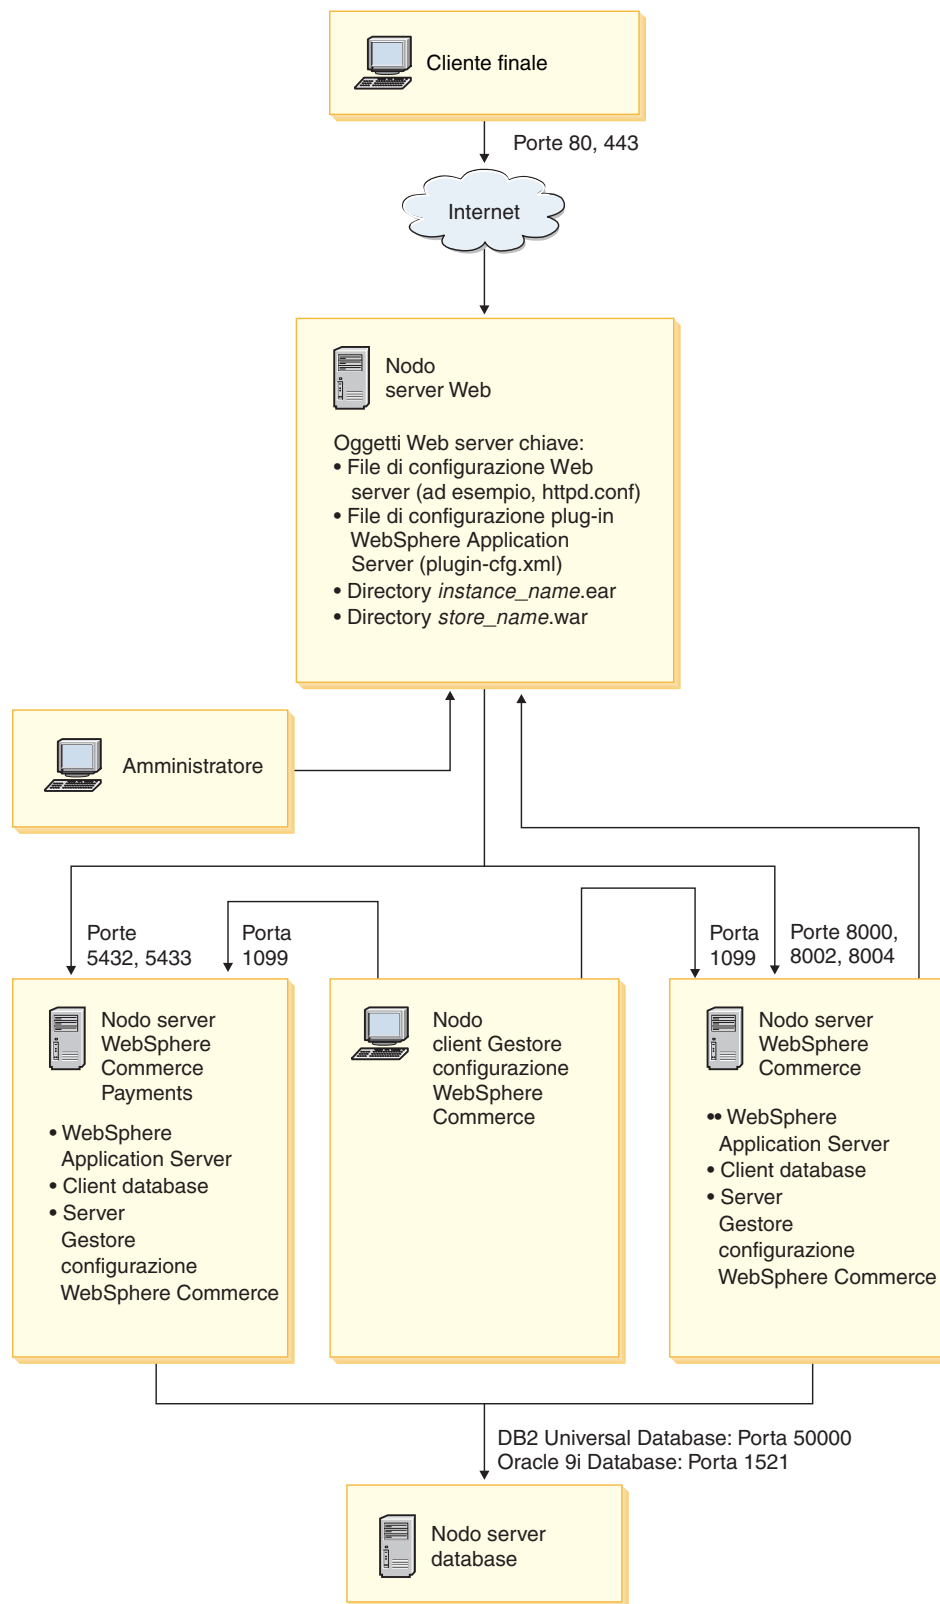 Cliente finale
Porte 80, 443
Internet
Nodo
server Web
Oggetti Web server chiave:
• File di configurazione Web
server (ad esempio, httpd.conf)
• File di configurazione plug-in
WebSphere Application
Server (plugin-cfg.xml)
• Directory instance_name.ear
• Directory store_name.war
Amministratore
Porte
5432, 5433
Porta
1099
Porta
1099
Porte 8000,
8002, 8004
Nodo server
WebSphere
Commerce
Payments
• WebSphere
Application Server
• Client database
• Server
Gestore
configurazione
WebSphere Commerce
Nodo
client Gestore
configurazione
WebSphere
Commerce
Nodo server
WebSphere
Commerce
•• WebSphere
Application Server
• Client database
• Server
Gestore
configurazione
WebSphere Commerce
DB2 Universal Database: Porta 50000
Oracle 9i Database: Porta 1521
Nodo server
database